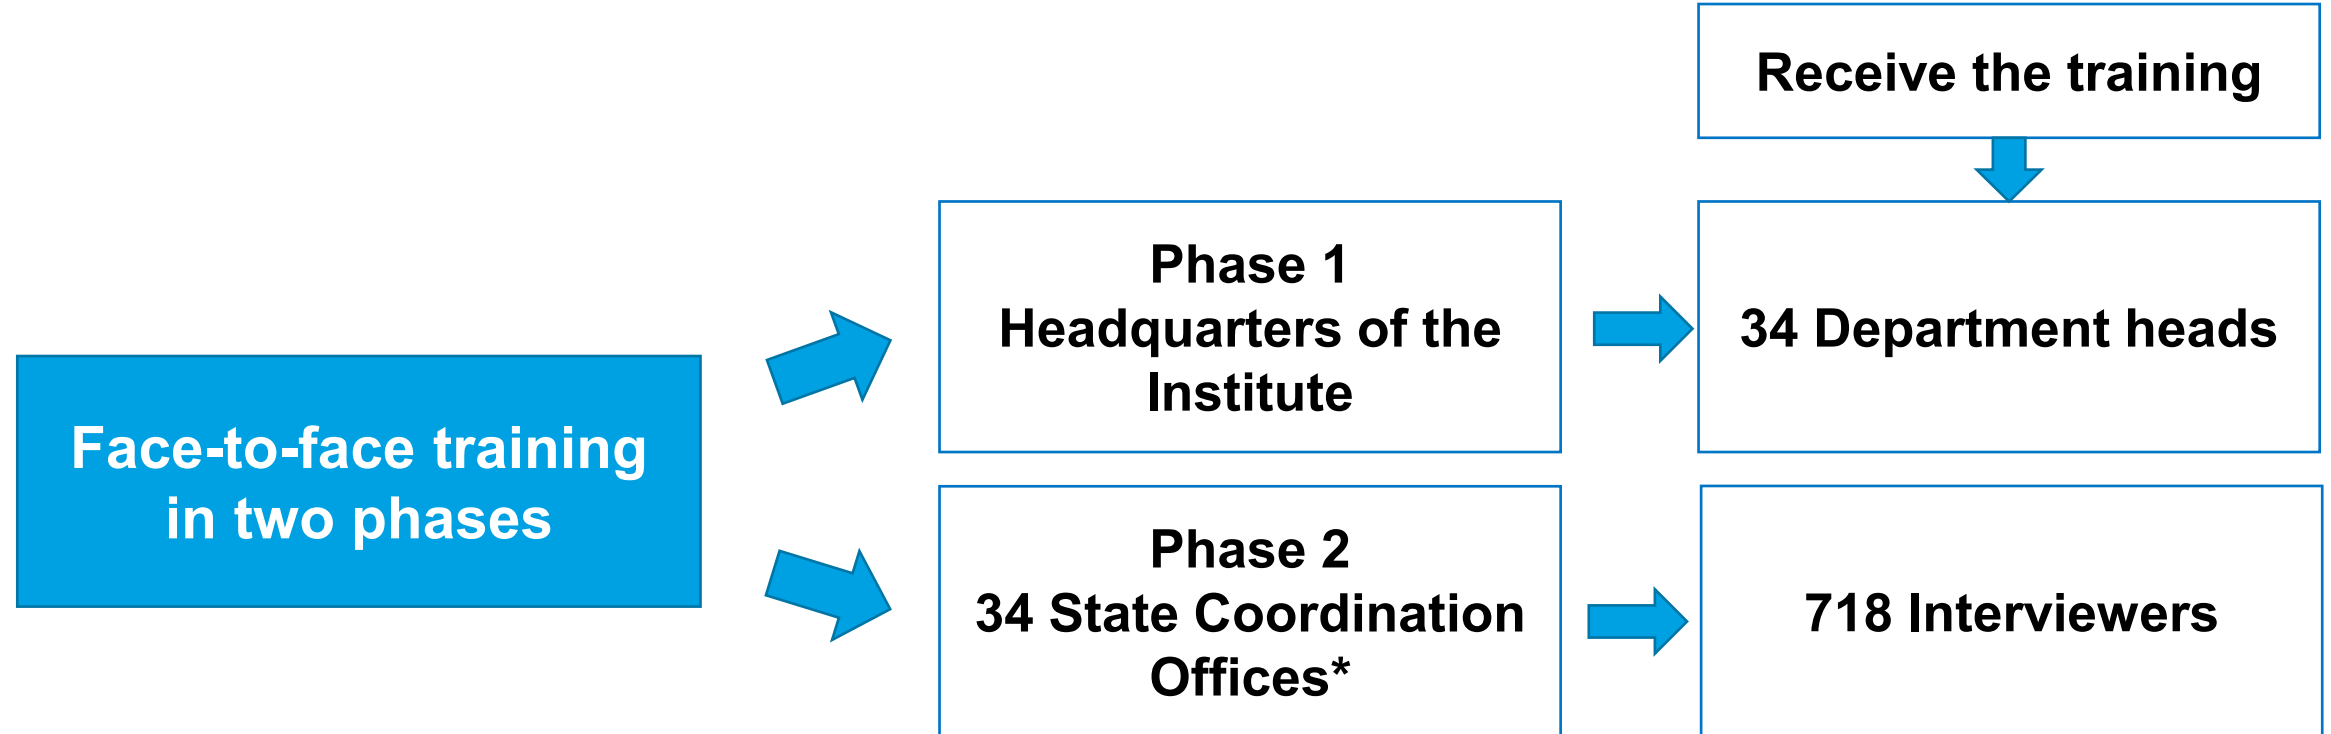 Receive the training
Face-to-face training
in two phases
Phase 1
Headquarters of the
Institute
34 Department heads
Phase 2
34 State Coordination
Offices*
718 Interviewers